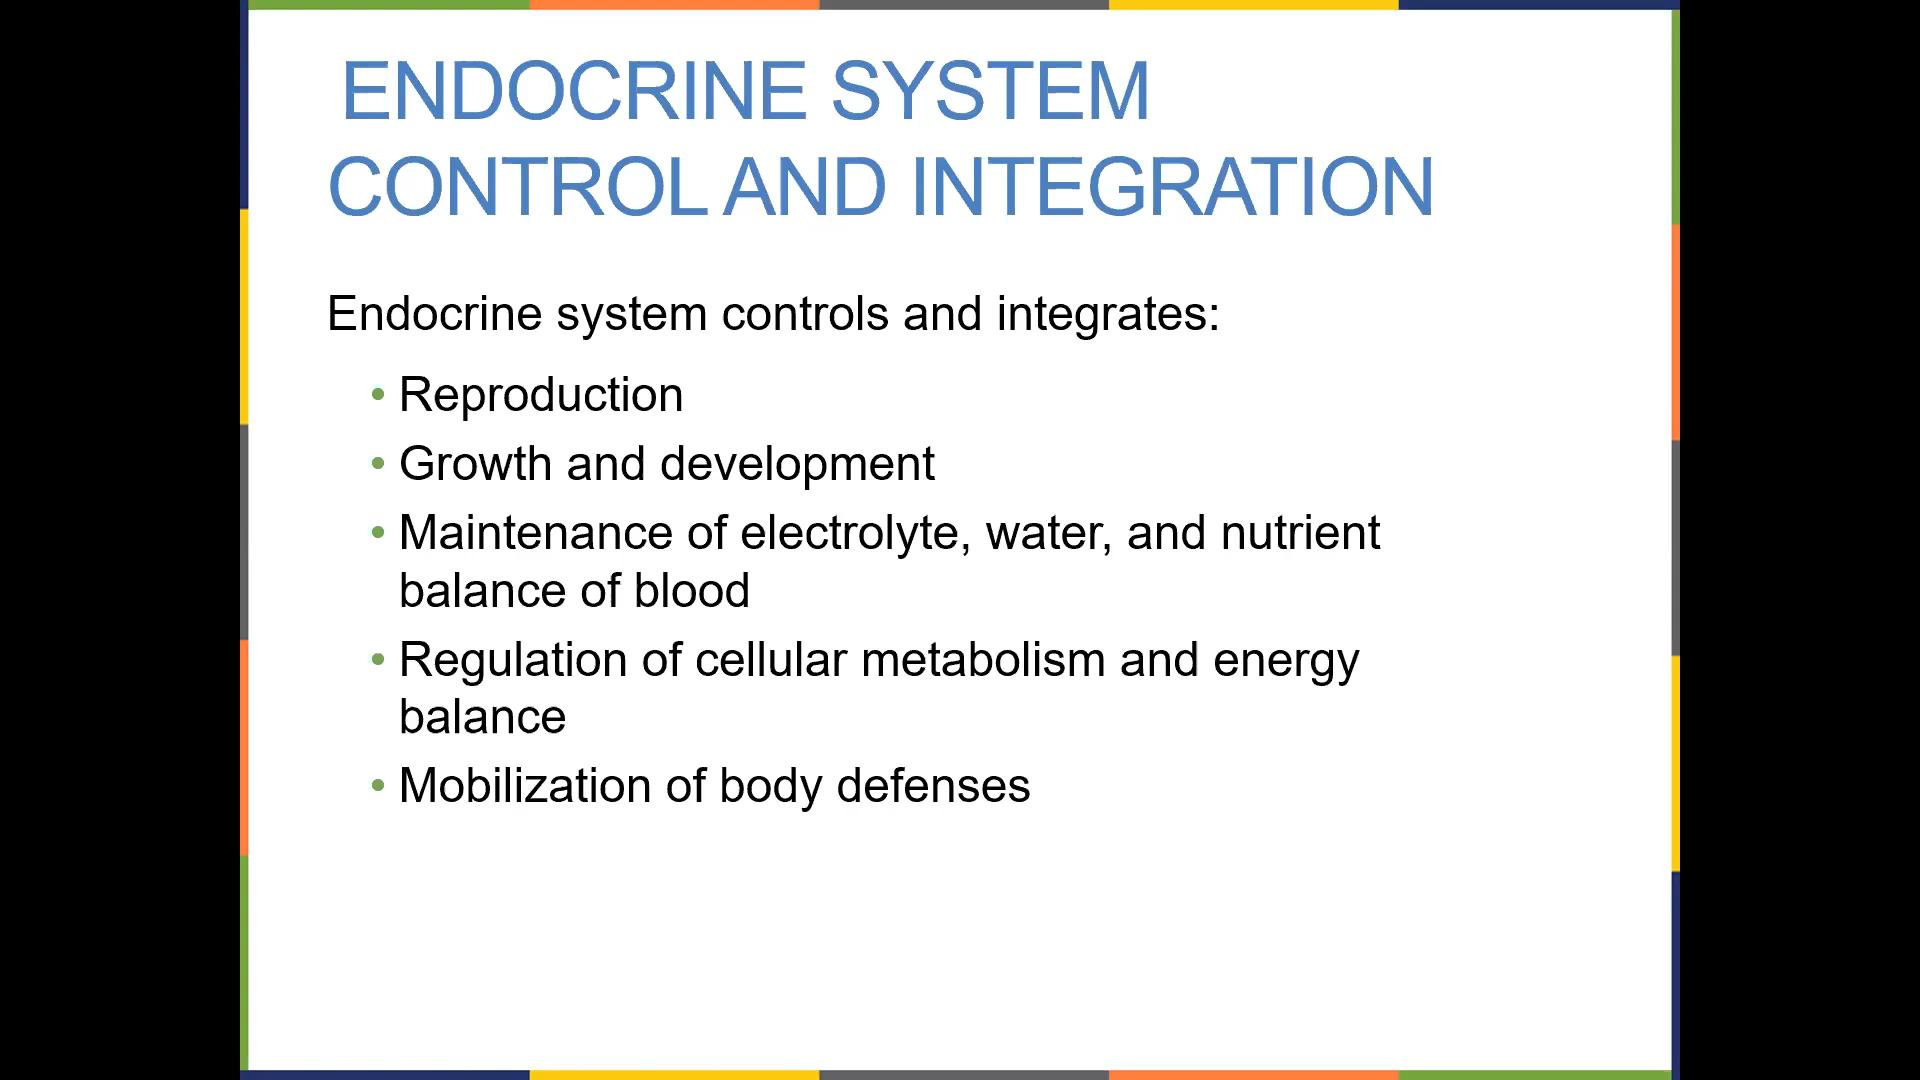 ENDOCRINE SYSTEM
CONTROL AND INTEGRATION
Endocrine system controls and integrates:
• Reproduction
• Growth and development
• Maintenance of electrolyte, water, and nutrient
balance of blood
• Regulation of cellular metabolism and energy
balance
• Mobilization of body defenses